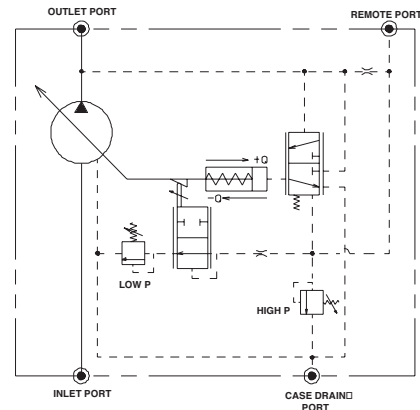 OUTLET PORT
REMOTE PORT
+Q
-Q
LOW P
HIGH P
INLET PORT
CASE DRAIN□
PORT